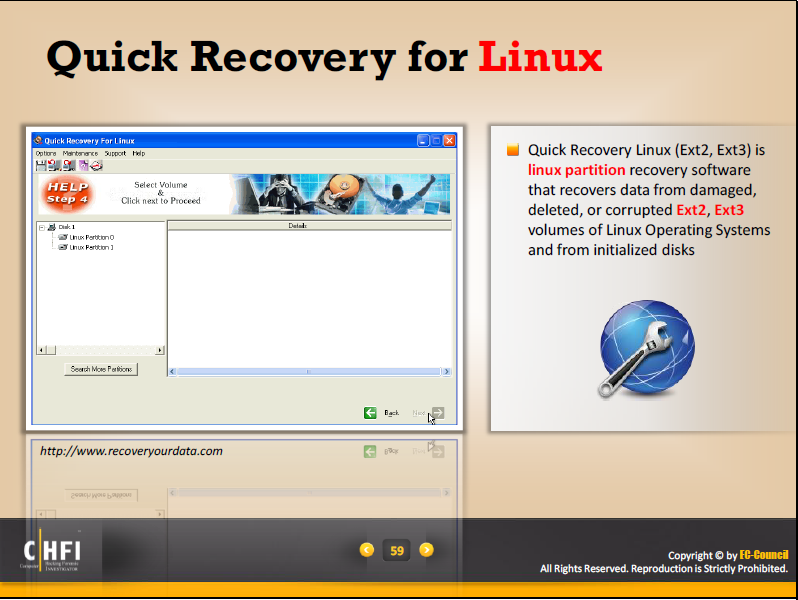 Quick Recovery for Linux
Quick Recovery For Linux
Options Maintenance Support Help
HELP
Step 4
Select Volume
&
Click next to Proceed
Disk 1
Linux Partition 0
Linux Partition 1
Details
Search More Partitions
Back Next
http://www.recoveryourdata.com
Quick Recovery Linux (Ext2, Ext3) is
linux partition recovery software
that recovers data from damaged,
deleted, or corrupted Ext2, Ext3
volumes of Linux Operating Systems
and from initialized disks
CHFI
Computer Hacking Forensic
INVESTIGATOR
59
Copyright © by EC-Council
All Rights Reserved. Reproduction is Strictly Prohibited.